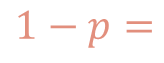 1 − p =